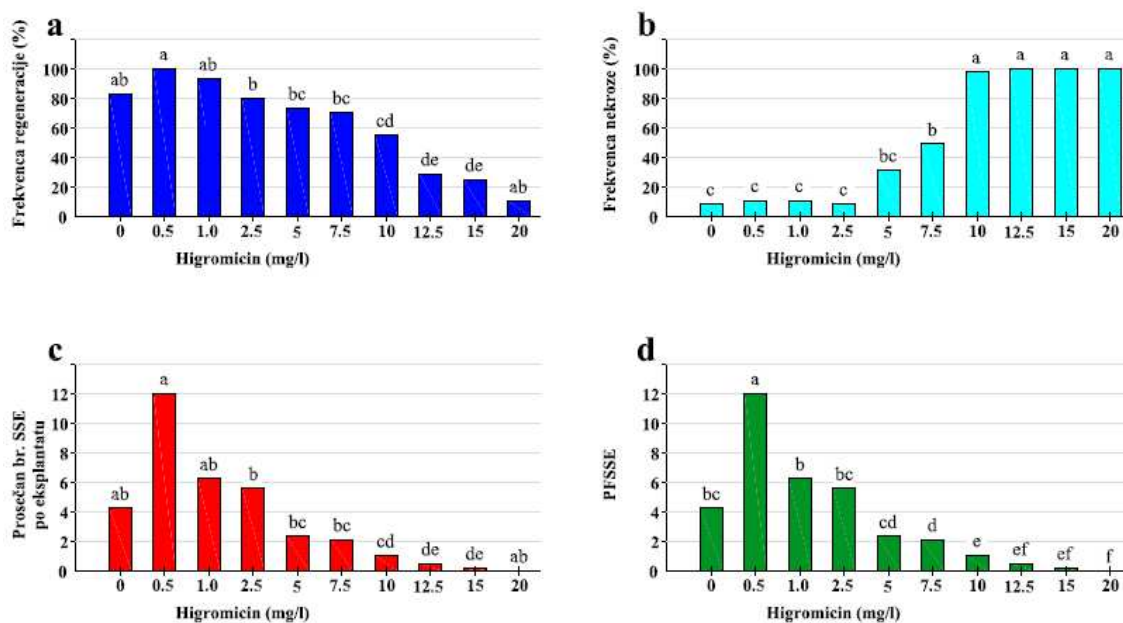 a
Frekvenca regeneracije (%)
100
80
60
40
20
0
ab a ab b bc bc cd de de ab
0 0.5 1.0 2.5 5 7.5 10 12.5 15 20
Higromicin (mg/l)
b
Frekvenca nekroze (%)
100
80
60
40
20
0
c c c c bc b a a a a
0 0.5 1.0 2.5 5 7.5 10 12.5 15 20
Higromicin (mg/l)
c
Prosečan br. SSE
po eksplantatu
12
10
8
6
4
2
0
ab a ab b bc bc cd de de ab
0 0.5 1.0 2.5 5 7.5 10 12.5 15 20
Higromicin (mg/l)
d
PFSSE
12
10
8
6
4
2
0
bc a b bc cd d e ef ef f
0 0.5 1.0 2.5 5 7.5 10 12.5 15 20
Higromicin (mg/l)